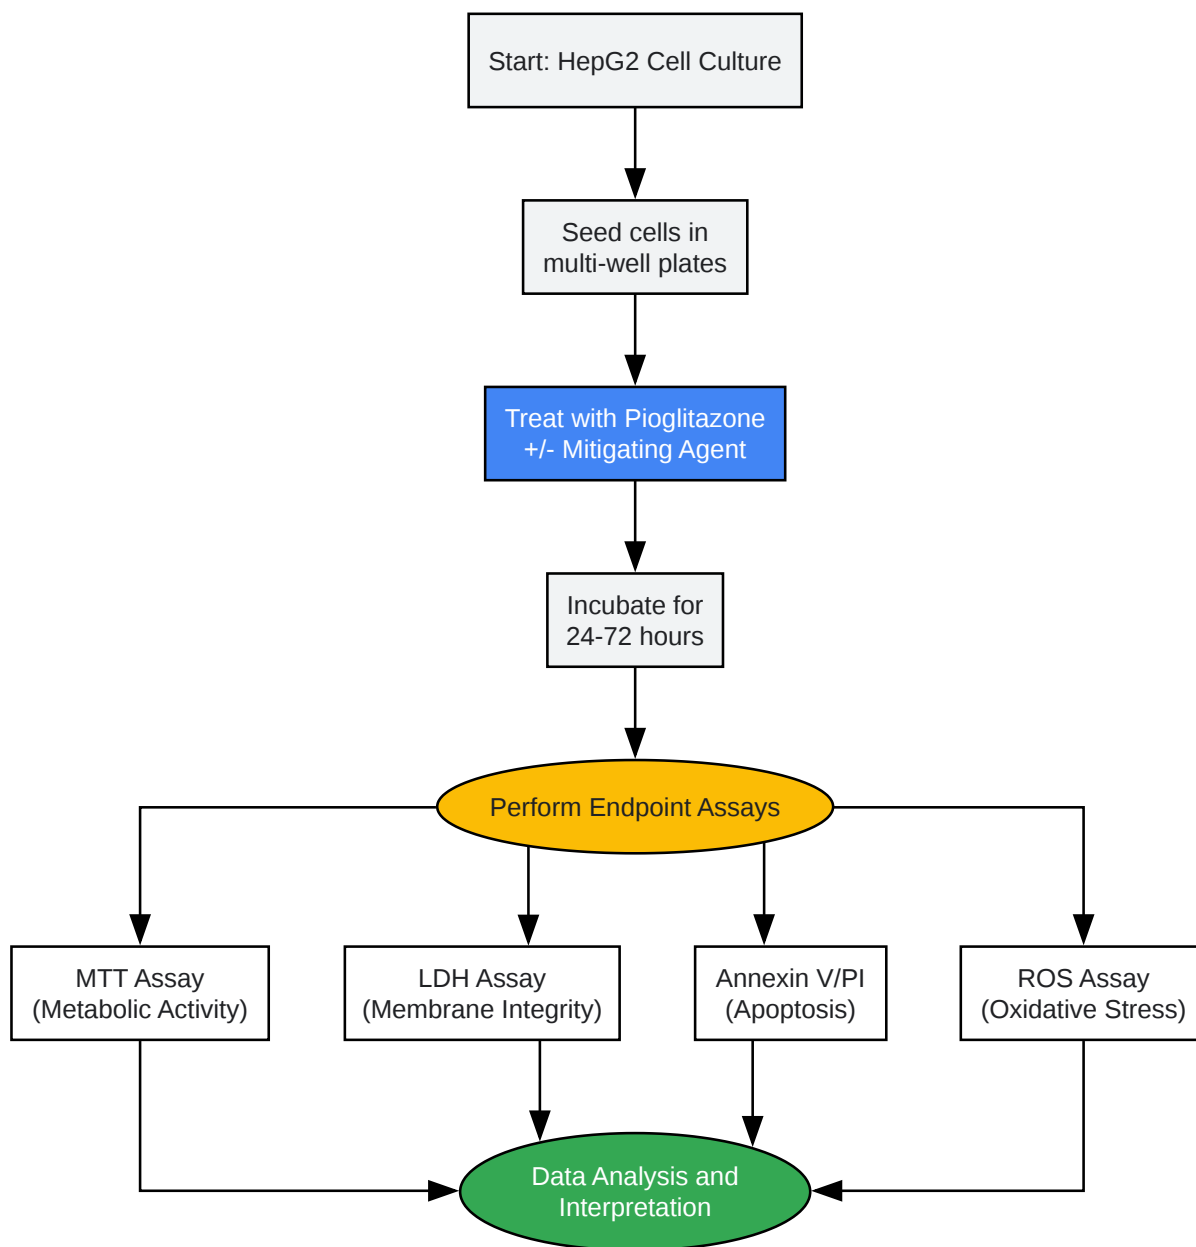 Start: HepG2 Cell Culture
Seed cells in
multi-well plates
Treat with Pioglitazone
+/- Mitigating Agent
Incubate for
24-72 hours
Perform Endpoint Assays
MTT Assay
(Metabolic Activity)
LDH Assay
(Membrane Integrity)
Annexin V/PI
(Apoptosis)
ROS Assay
(Oxidative Stress)
Data Analysis and
Interpretation